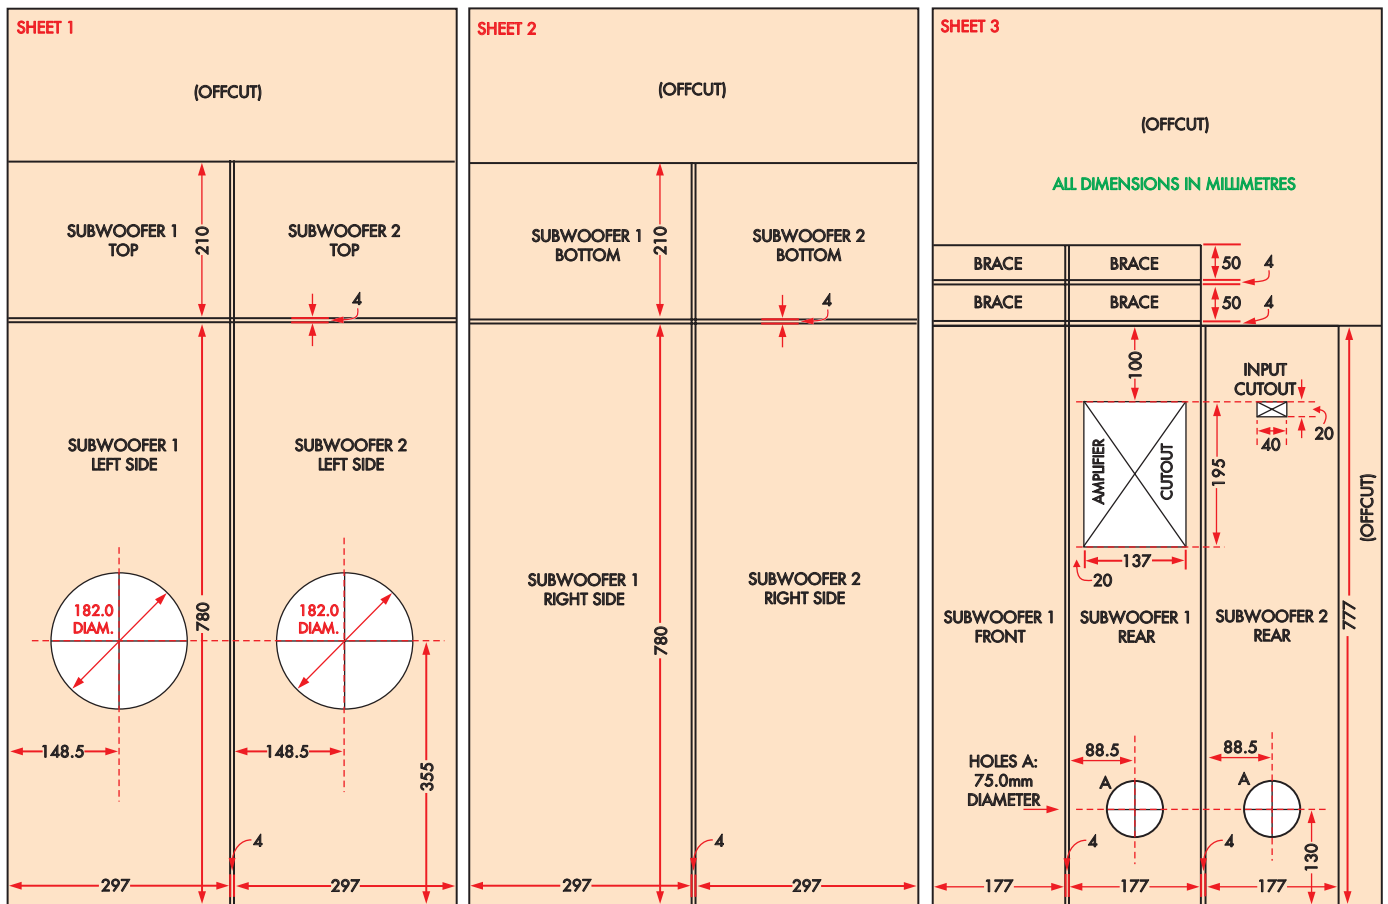 SHEET 1
(OFFCUT)
SUBWOOFER 1
TOP
210
SUBWOOFER 2
TOP
4
SUBWOOFER 1
LEFT SIDE
SUBWOOFER 2
LEFT SIDE
182.0
DIAM.
780
182.0
DIAM.
148.5
148.5
355
4
297
297
SHEET 2
(OFFCUT)
SUBWOOFER 1
BOTTOM
210
SUBWOOFER 2
BOTTOM
4
SUBWOOFER 1
RIGHT SIDE
SUBWOOFER 2
RIGHT SIDE
780
4
297
297
SHEET 3
(OFFCUT)
ALL DIMENSIONS IN MILLIMETRES
BRACE
BRACE
50
4
BRACE
BRACE
50
4
100
INPUT
CUTOUT
20
40
AMPLIFIER
CUTOUT
195
137
20
(OFFCUT)
SUBWOOFER 1
FRONT
SUBWOOFER 1
REAR
SUBWOOFER 2
REAR
777
HOLES A:
75.0mm
DIAMETER
88.5
A
88.5
A
4
4
130
177
177
177